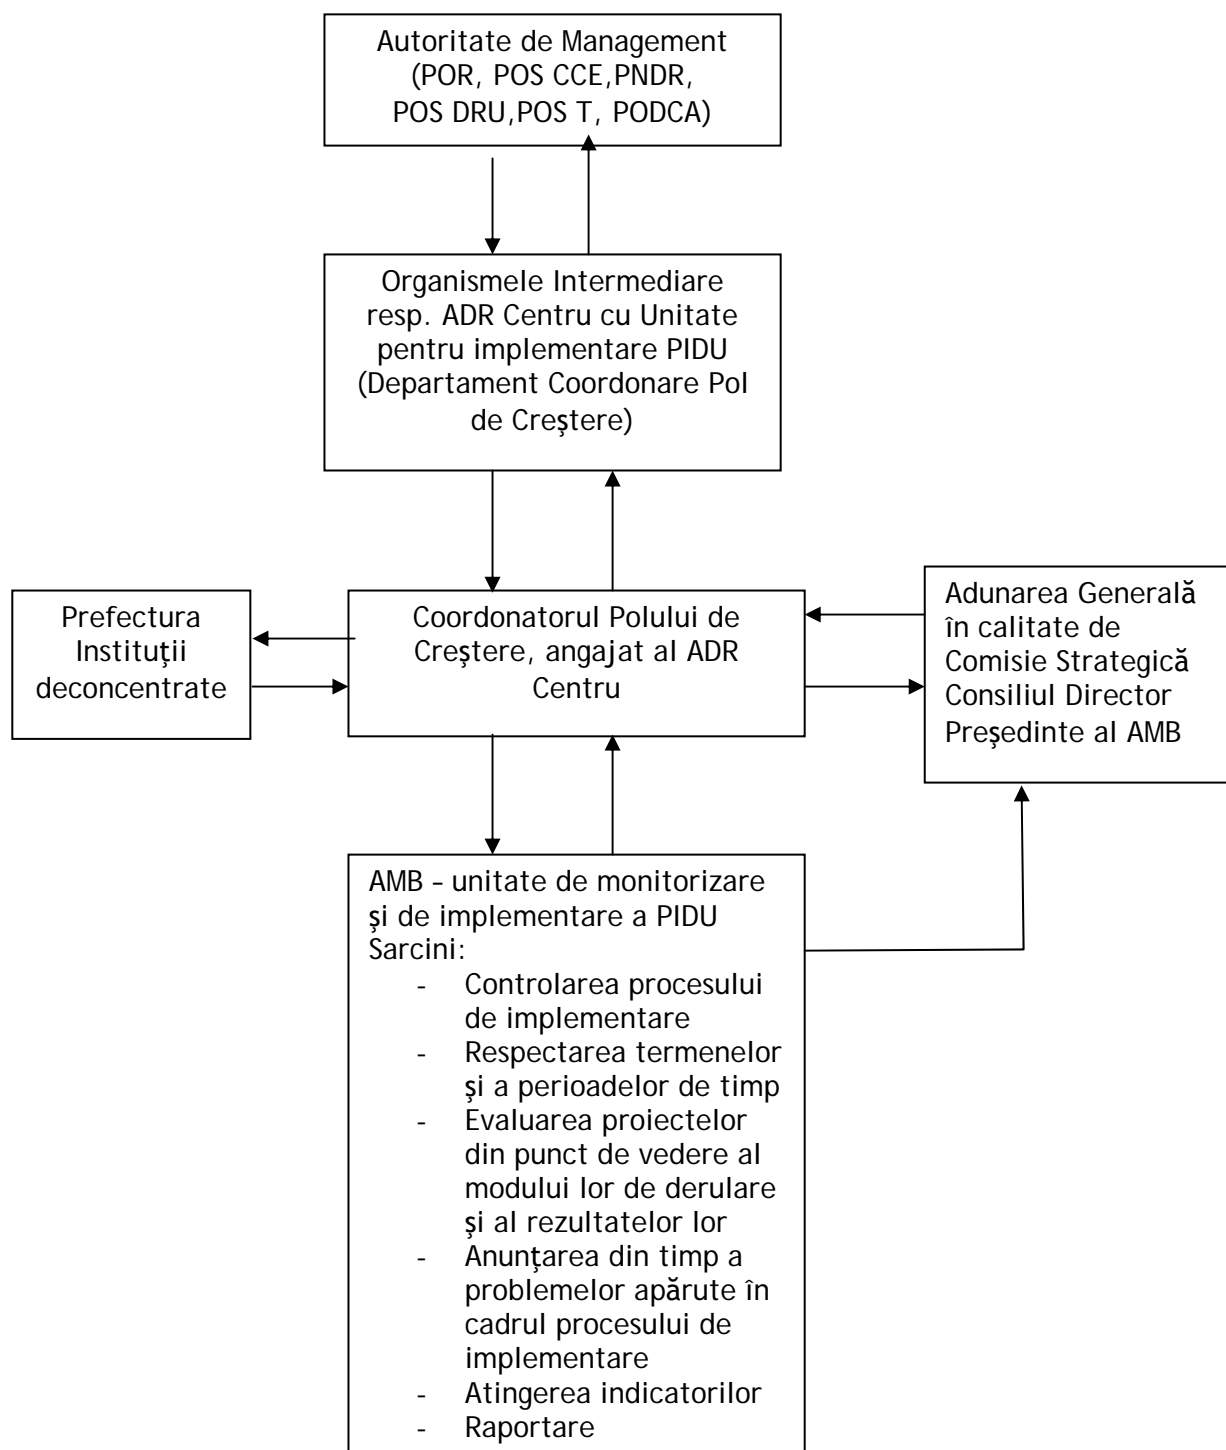 Autoritate de Management
(POR, POS CCE,PNDR,
POS DRU,POS T, PODCA)
Organismele Intermediare
resp. ADR Centru cu Unitate
pentru implementare PIDU
(Departament Coordonare Pol
de Creştere)
Prefectura
Instituţii
deconcentrate
Coordonatorul Polului de
Creştere, angajat al ADR
Centru
Adunarea Generală
în calitate de
Comisie Strategică
Consiliul Director
Preşedinte al AMB
AMB – unitate de monitorizare
şi de implementare a PIDU
Sarcini:
- Controlarea procesului
de implementare
- Respectarea termenelor
şi a perioadelor de timp
- Evaluarea proiectelor
din punct de vedere al
modului lor de derulare
şi al rezultatelor lor
- Anunţarea din timp a
problemelor apărute în
cadrul procesului de
implementare
- Atingerea indicatorilor
- Raportare